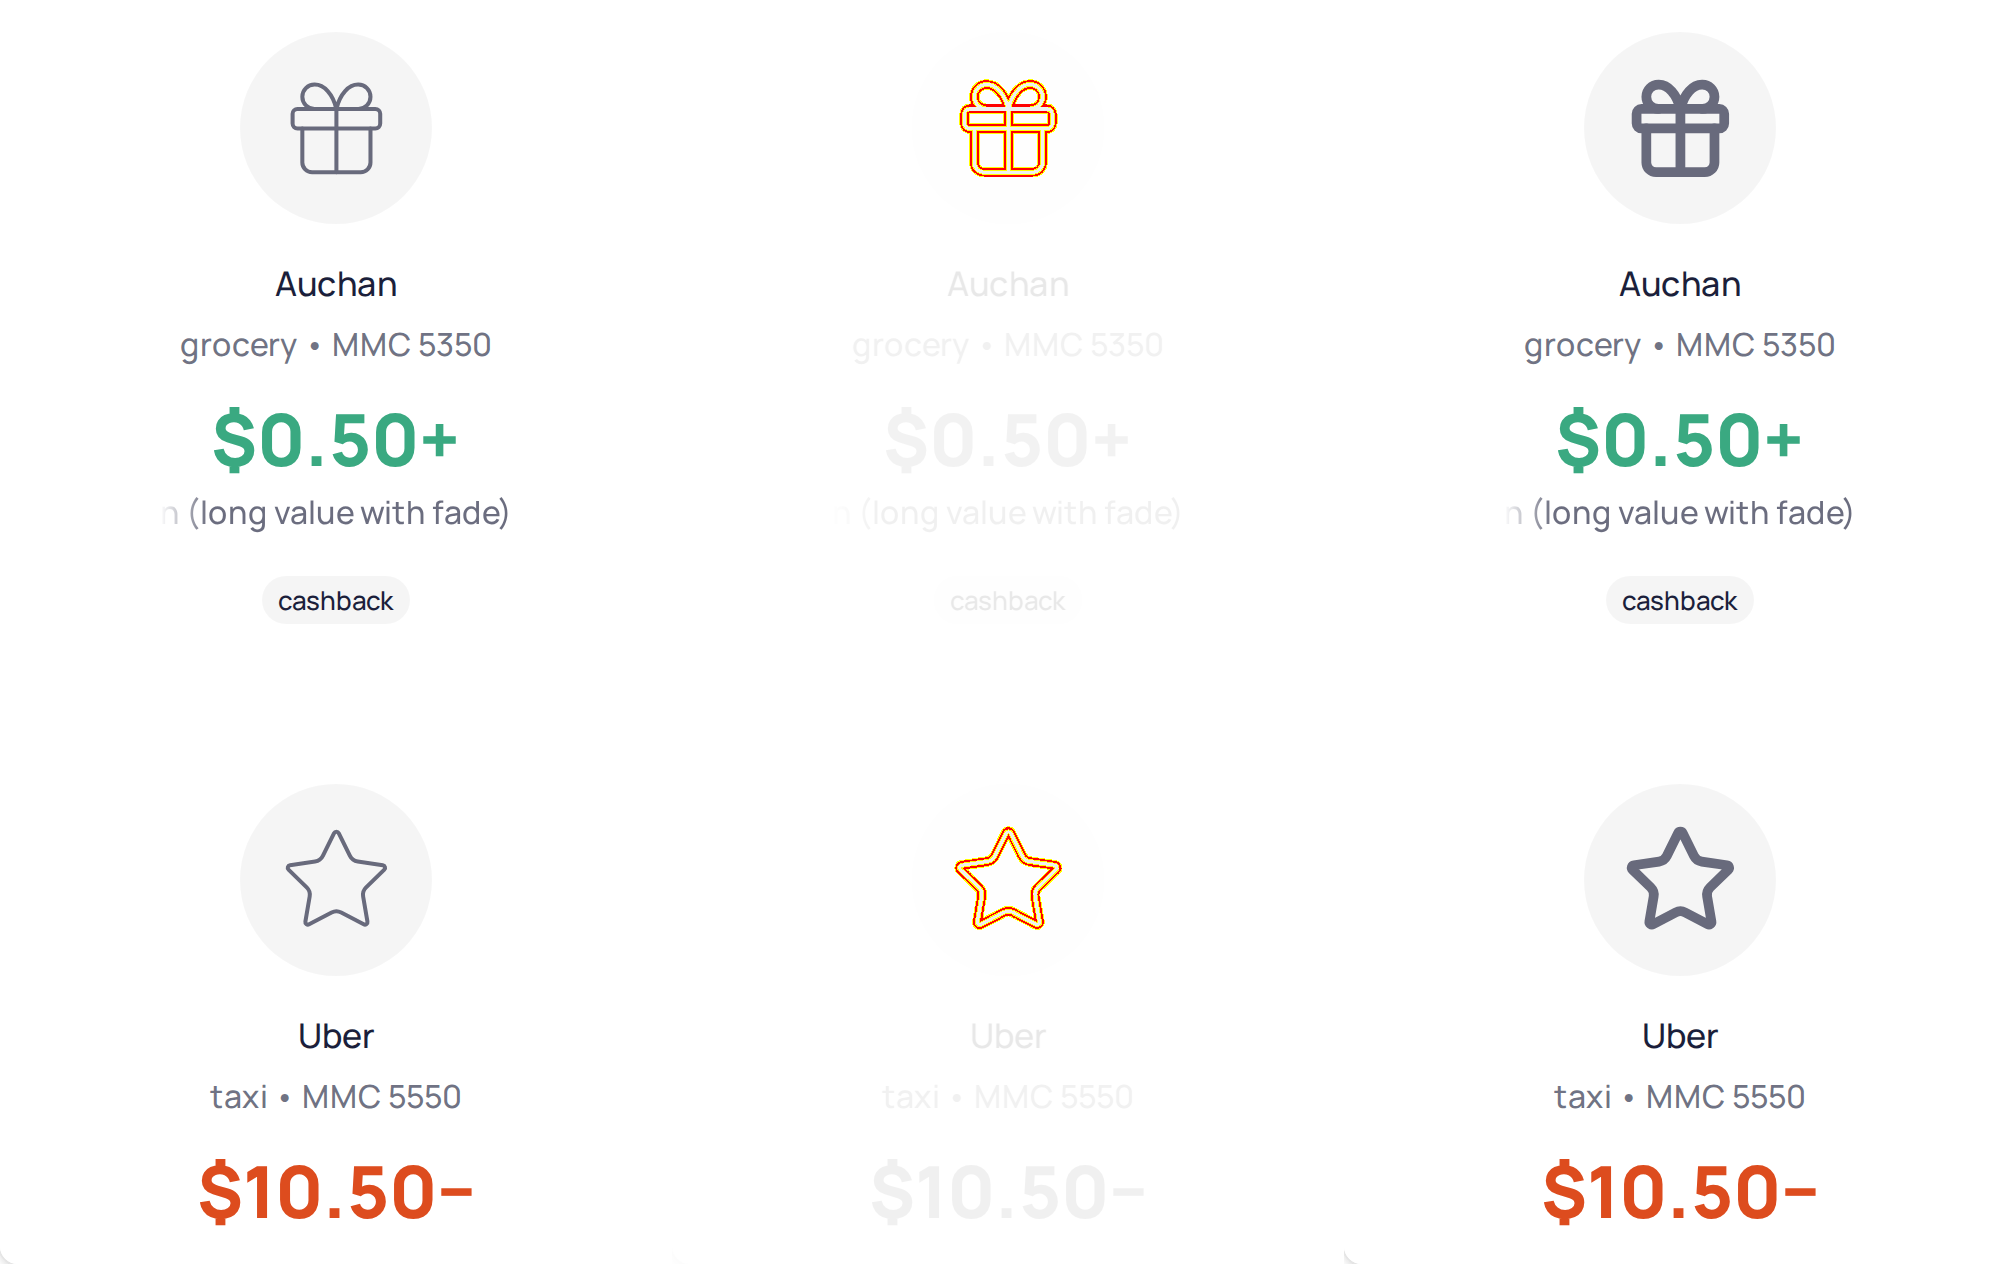 Auchan Auchan Auchan
grocery • MMC 5350 grocery • MMC 5350 grocery • MMC 5350
$0.50+ $0.50+ $0.50+
n (long value with fade) n (long value with fade) n (long value with fade)
cashback cashback cashback
Uber Uber Uber
taxi • MMC 5550 taxi • MMC 5550 taxi • MMC 5550
$10.50− $10.50− $10.50−